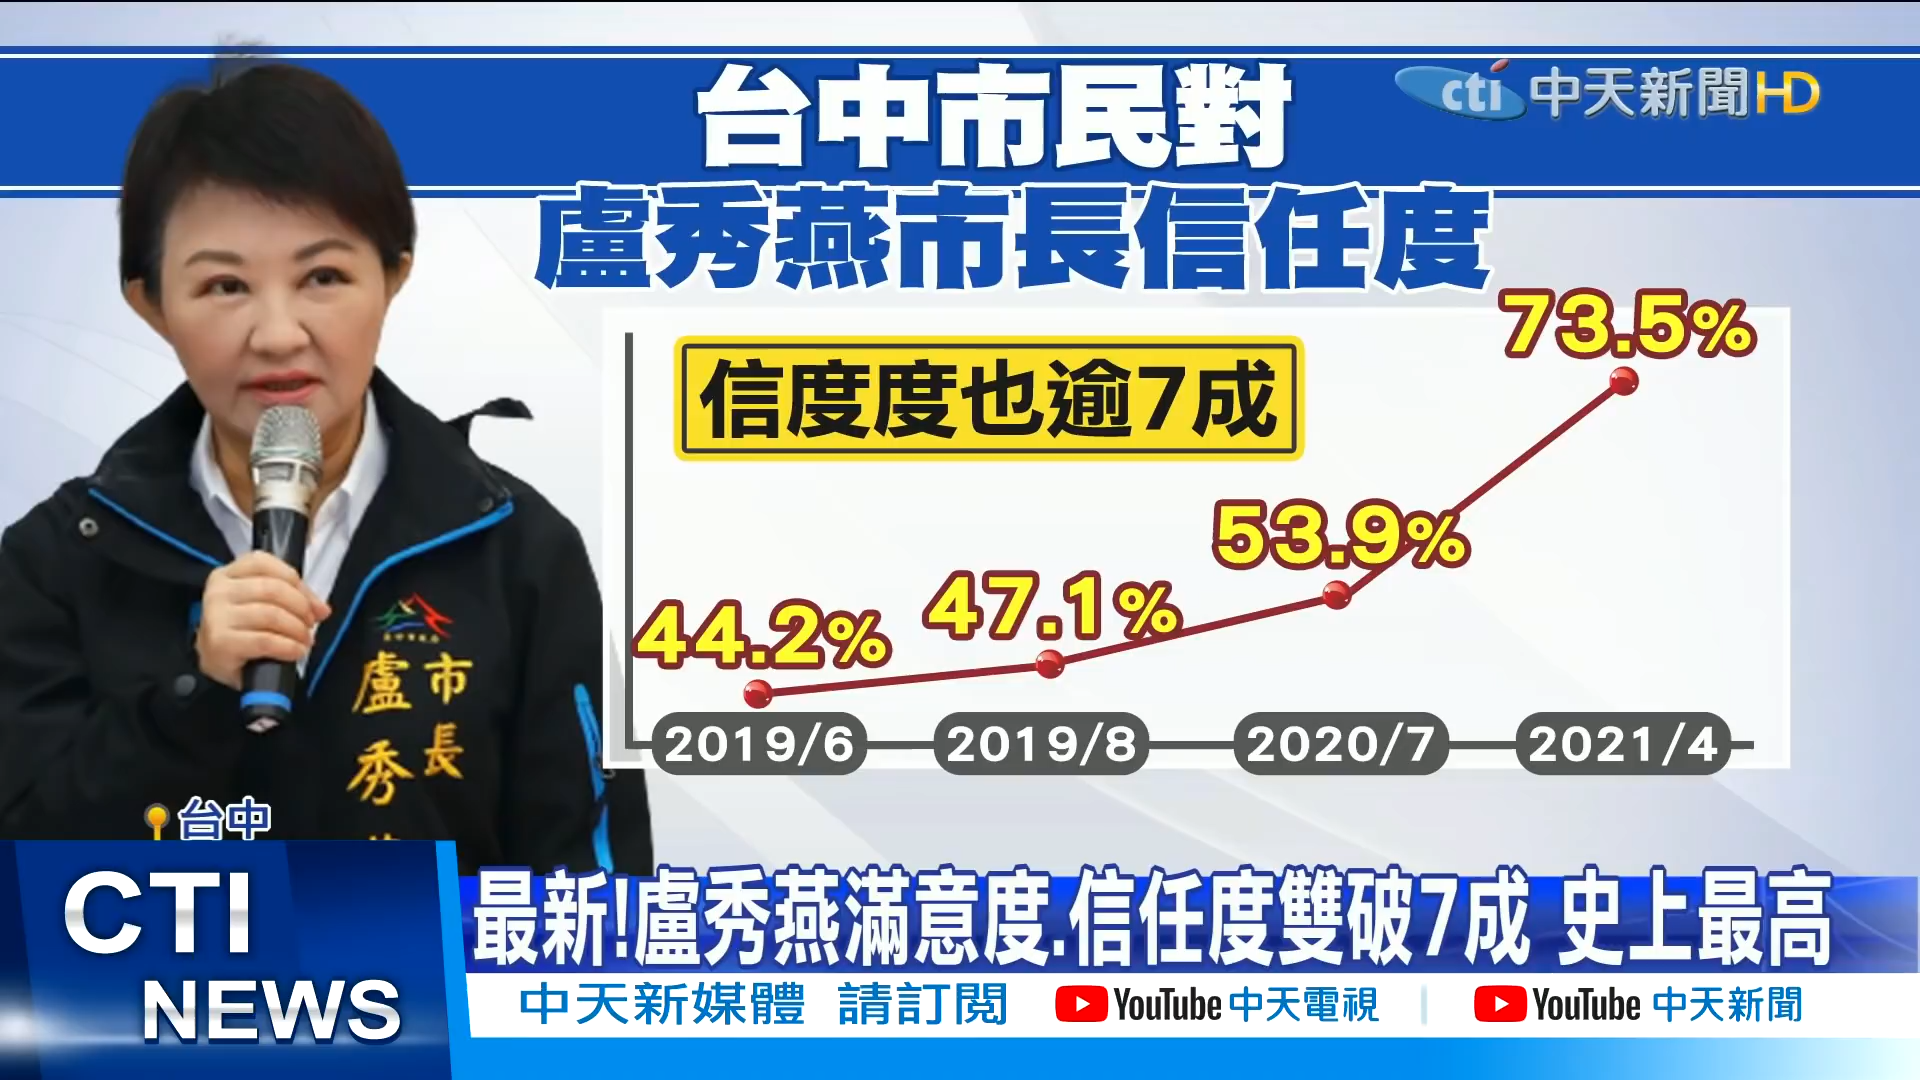 台中市民對
cti 中天新聞HD
盧秀燕市長信任度
信度度也逾7成
73.5%
53.9%
47.1%
44.2%
2019/6
2019/8
2020/7
2021/4
市長
盧秀
台中
CTI
NEWS
最新!盧秀燕滿意度.信任度雙破7成 史上最高
中天新媒體 請訂閱 YouTube 中天電視 | YouTube 中天新聞